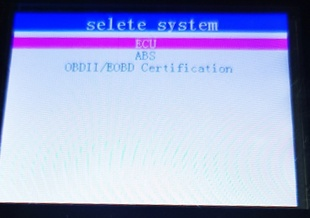 selete system
ECU
ABS
OBDII/EOBD Certification